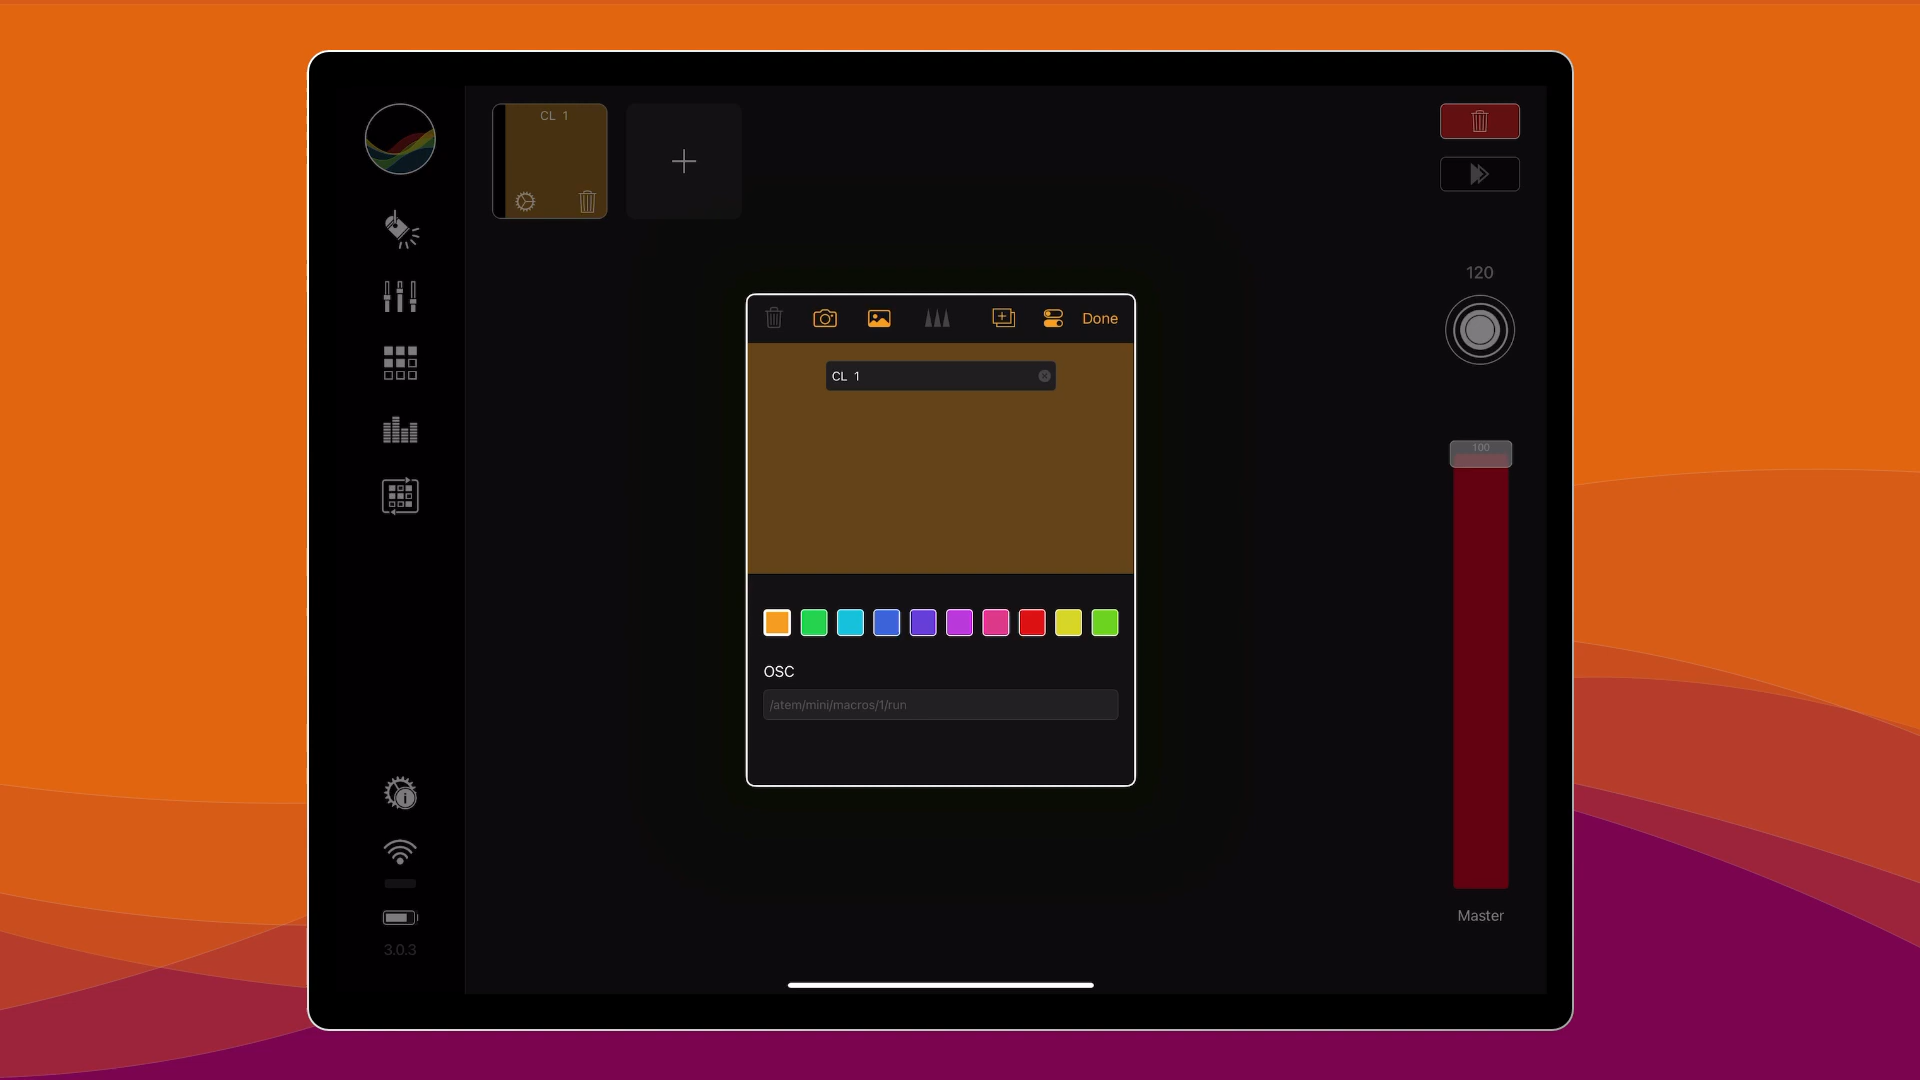 CL 1
120
Done
CL 1
100
OSC
/atem/mini/macros/1/run
Master
3.0.3